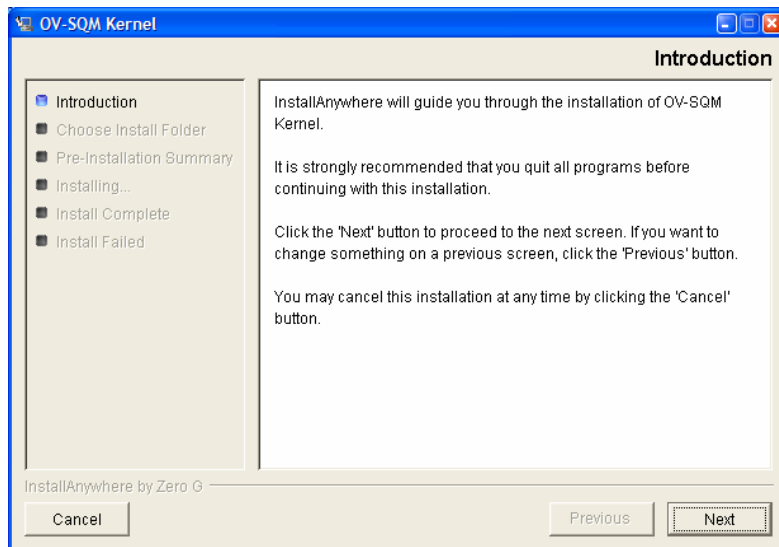 OV-SQM Kernel
Introduction
Introduction
Choose Install Folder
Pre-Installation Summary
Installing...
Install Complete
Install Failed
InstallAnywhere will guide you through the installation of OV-SQM
Kernel.
It is strongly recommended that you quit all programs before
continuing with this installation.
Click the 'Next' button to proceed to the next screen. If you want to
change something on a previous screen, click the 'Previous' button.
You may cancel this installation at any time by clicking the 'Cancel'
button.
InstallAnywhere by Zero G
Cancel
Previous
Next